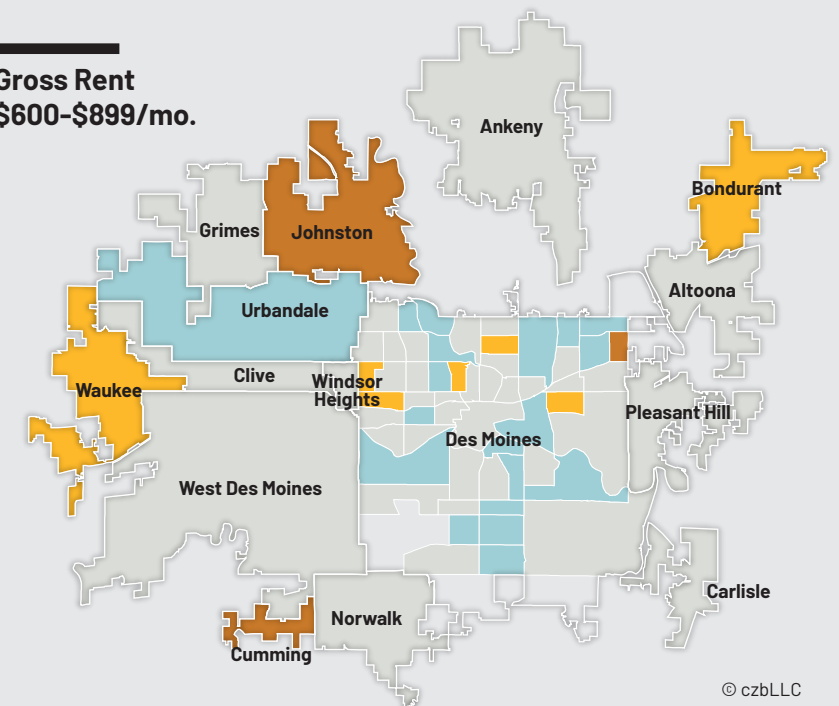 Gross Rent
$600-$899/mo.
Ankeny
Bondurant
Grimes
Johnston
Altoona
Urbandale
Clive
Windsor
Heights
Waukee
Pleasant Hill
Des Moines
West Des Moines
Carlisle
Norwalk
Cumming
© czbLLC